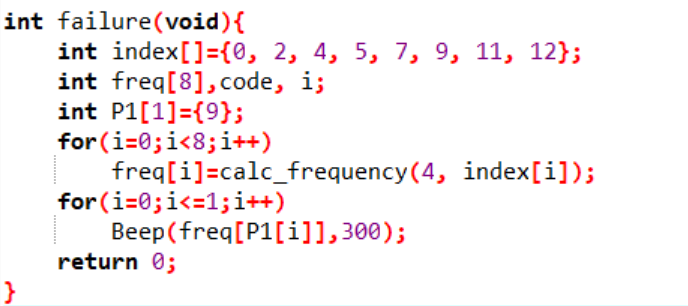 int failure(void){
    int index[]={0, 2, 4, 5, 7, 9, 11, 12};
    int freq[8],code, i;
    int P1[1]={9};
    for(i=0;i<8;i++)
        freq[i]=calc_frequency(4, index[i]);
    for(i=0;i<=1;i++)
        Beep(freq[P1[i]],300);
    return 0;
}